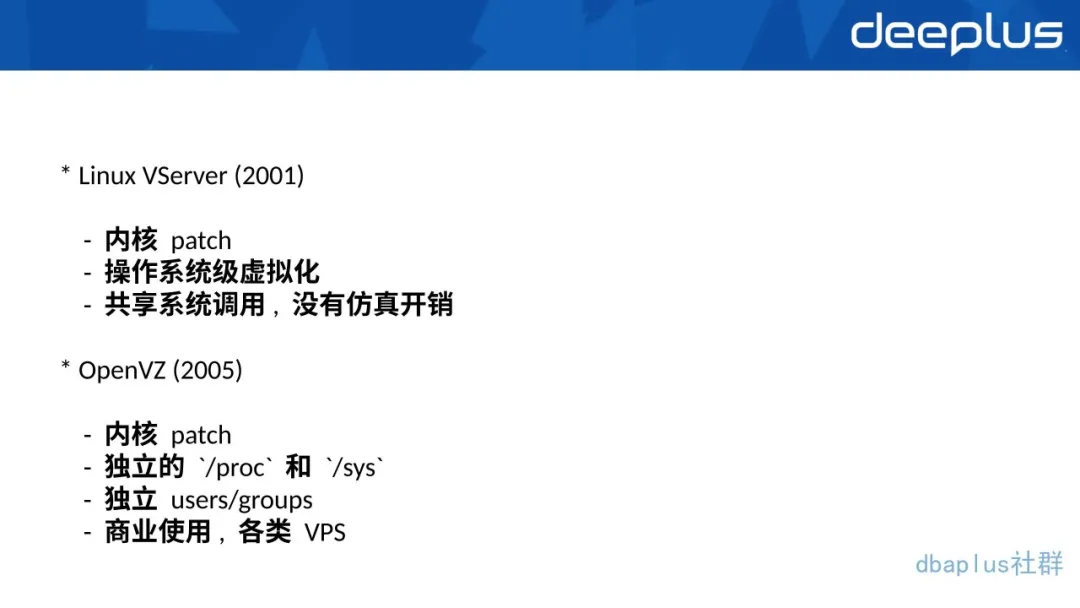 deeplus
* Linux VServer (2001)
- 内核 patch
- 操作系统级虚拟化
- 共享系统调用, 没有仿真开销
* OpenVZ (2005)
- 内核 patch
- 独立的 `/proc` 和 `/sys`
- 独立 users/groups
- 商业使用, 各类 VPS
dbaplus社群